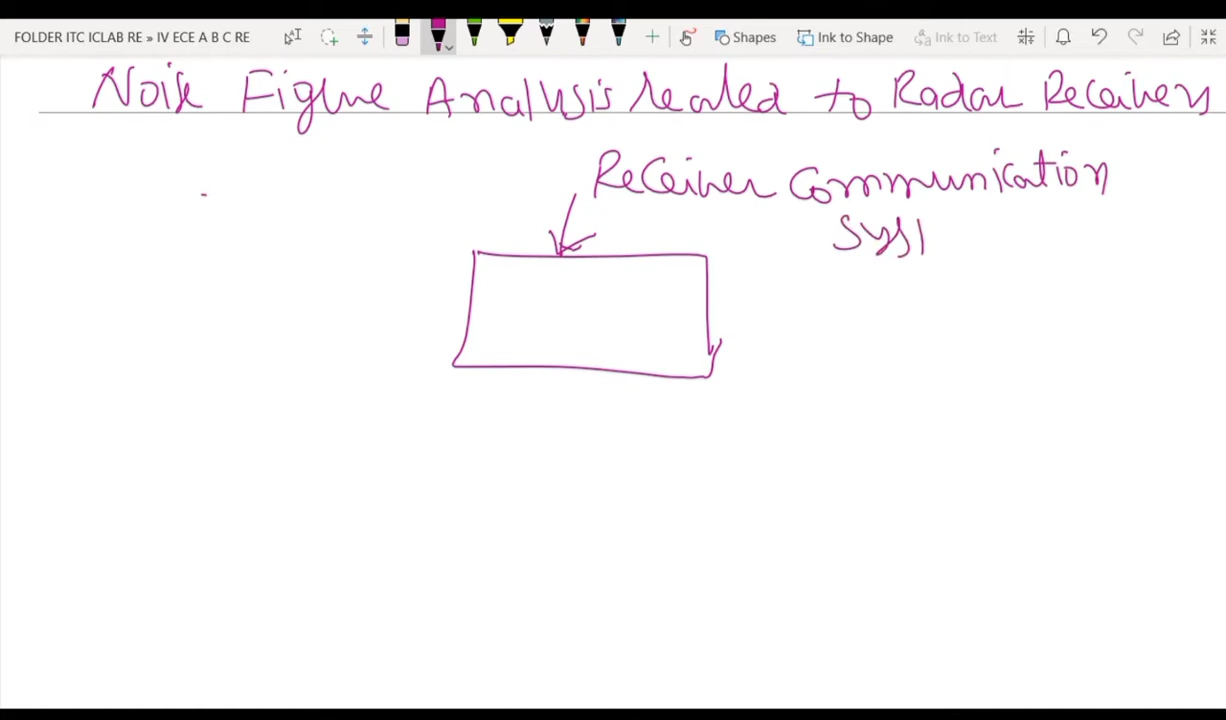 FOLDER ITC ICLAB RE » IV ECE A B C RE Shapes Ink to Shape Ink to Text
Noise Figure Analysis realed to Radar Receivers
Receiver Communication
Sys